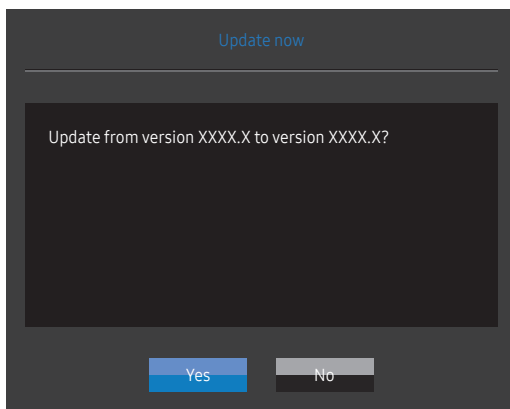 Update now
Update from version XXXX.X to version XXXX.X?
Yes
No